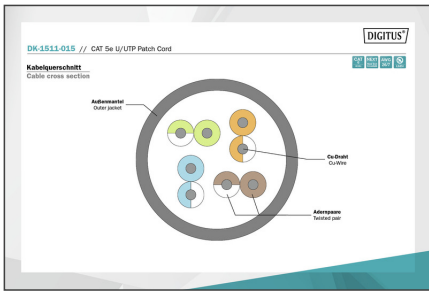 DIGITUS®
DK-1511-015 // CAT 5e U/UTP Patch Cord
Kabelquerschnitt
Cable cross section
Außenmantel
Outer jacket
Cu-Draht
Cu-Wire
Adernpaare
Twisted pair